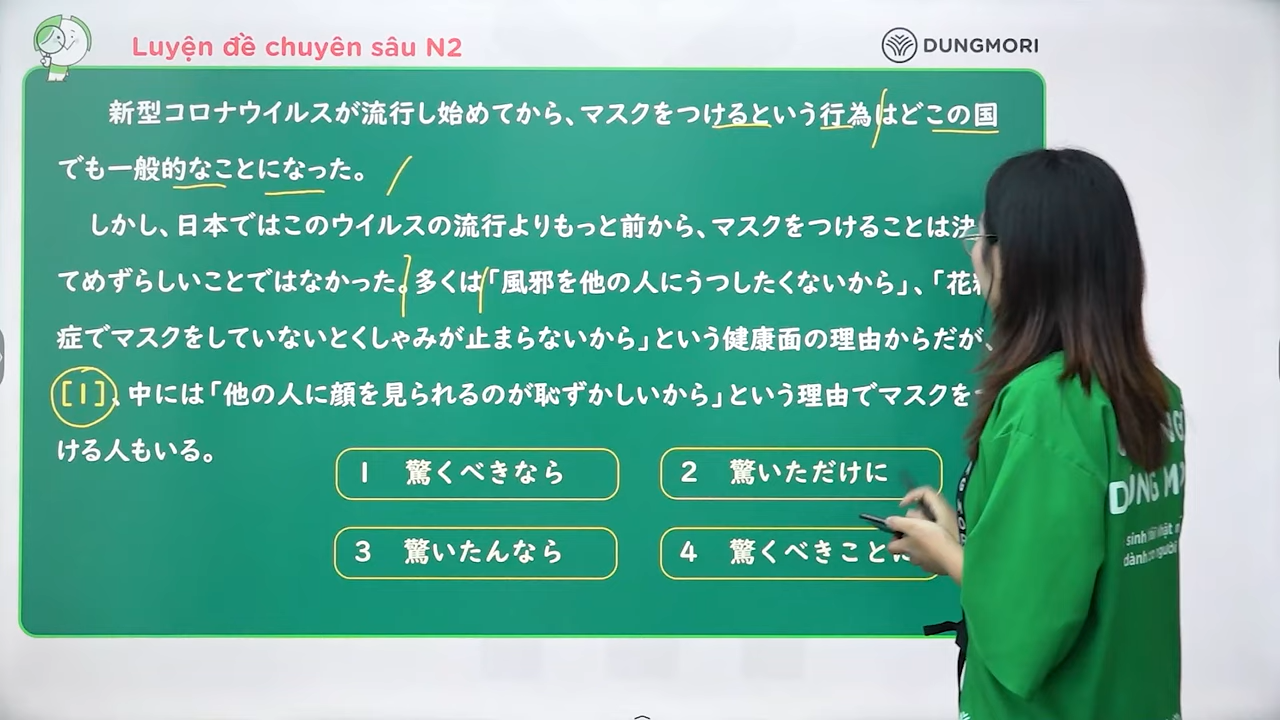 Luyện đề chuyên sâu N2
DUNGMORI
新型コロナウイルスが流行し始めてから、マスクをつけるという行為はどこの国
でも一般的なことになった。
しかし、日本ではこのウイルスの流行よりもっと前から、マスクをつけることは決
てめずらしいことではなかった。多くは「風邪を他の人にうつしたくないから」、「花
症でマスクをしていないとくしゃみが止まらないから」という健康面の理由からだが、
[1]、中には「他の人に顔を見られるのが恥ずかしいから」という理由でマスクを
ける人もいる。
1 驚くべきなら
2 驚いただけに
3 驚いたんなら
4 驚くべきこと
DUNG
sinh
dành
người